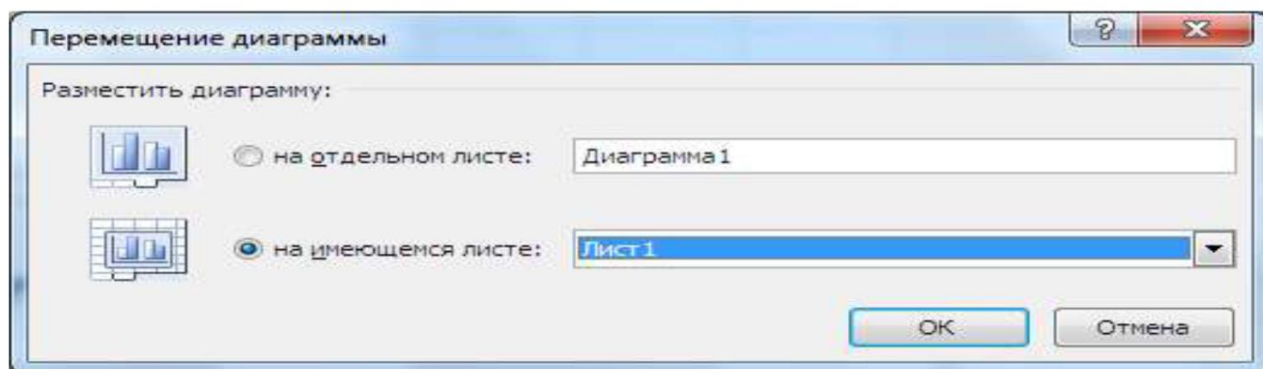 Перемещение диаграммы
Разместить диаграмму:
на отдельном листе: Диаграмма1
на имеющемся листе: Лист1
ОК Отмена